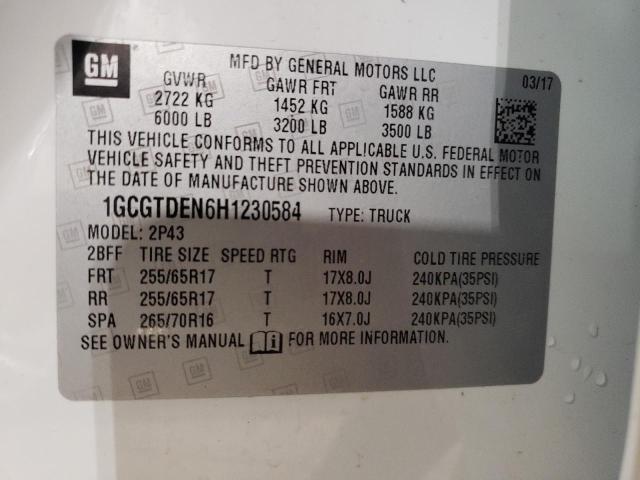 GM
MFD BY GENERAL MOTORS LLC
03/17
GVWR GAWR FRT GAWR RR
2722 KG 1452 KG 1588 KG
6000 LB 3200 LB 3500 LB
THIS VEHICLE CONFORMS TO ALL APPLICABLE U.S. FEDERAL MOTOR
VEHICLE SAFETY AND THEFT PREVENTION STANDARDS IN EFFECT ON
THE DATE OF MANUFACTURE SHOWN ABOVE.
1GCGTDEN6H1230584 TYPE: TRUCK
MODEL: 2P43
2BFF TIRE SIZE SPEED RTG RIM COLD TIRE PRESSURE
FRT 255/65R17 T 17X8.0J 240KPA(35PSI)
RR 255/65R17 T 17X8.0J 240KPA(35PSI)
SPA 265/70R16 T 16X7.0J 240KPA(35PSI)
SEE OWNER'S MANUAL FOR MORE INFORMATION.